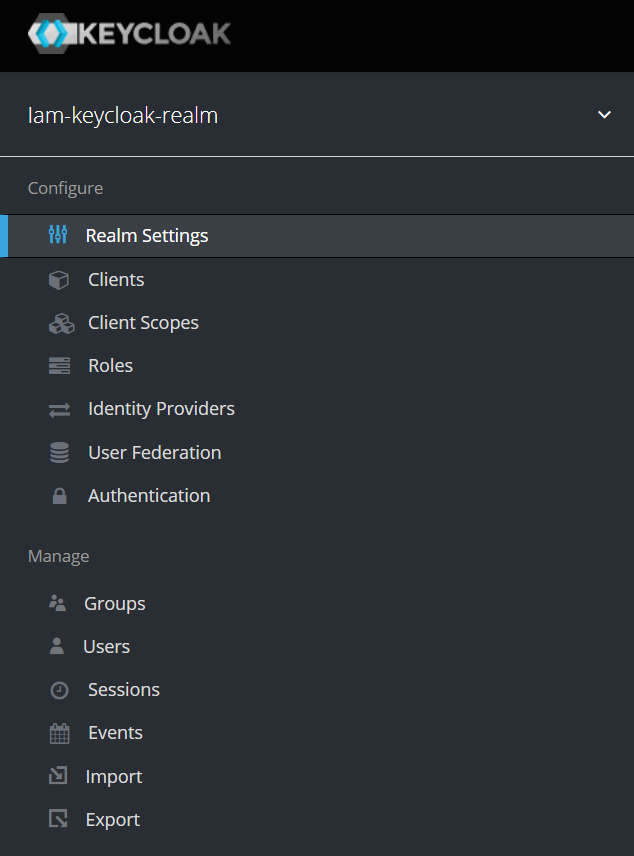 KEYCLOAK
Iam-keycloak-realm
Configure
Realm Settings
Clients
Client Scopes
Roles
Identity Providers
User Federation
Authentication
Manage
Groups
Users
Sessions
Events
Import
Export